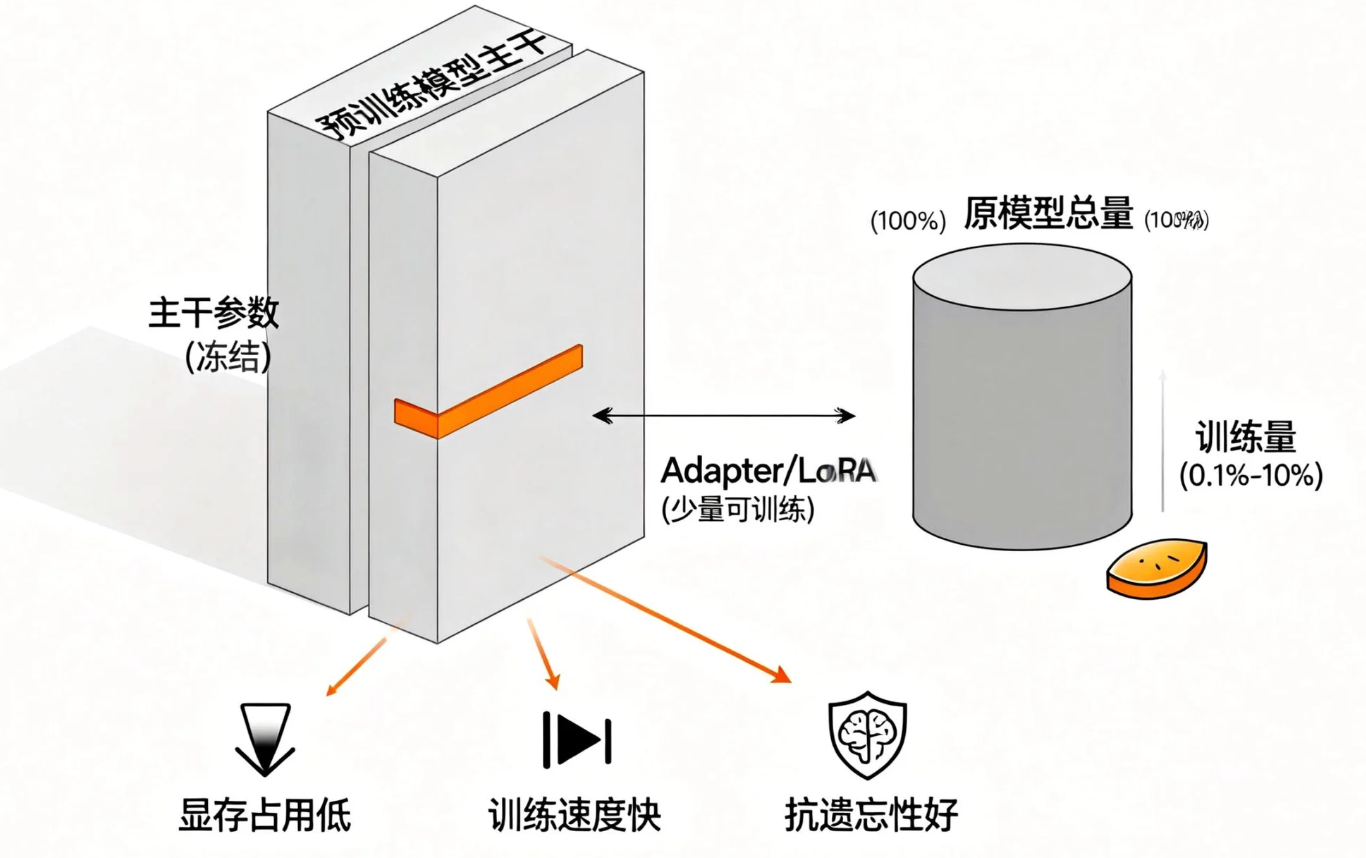 预训练模型主干
(100%) 原模型总量
主干参数
(冻结)
训练量
(0.1%-10%)
Adapter/LoRA
(少量可训练)
显存占用低
训练速度快
抗遗忘性好